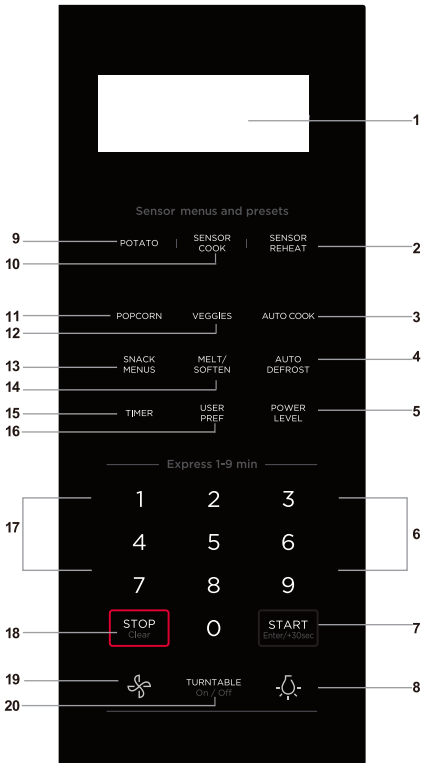 1
Sensor menus and presets
9 POTATO | SENSOR COOK | SENSOR REHEAT 2
10
11 POPCORN VEGGIES AUTO COOK 3
12
13 SNACK MENUS MELT/ SOFTEN AUTO DEFROST 4
14
15 TIMER USER PREF POWER LEVEL 5
16
Express 1-9 min
1 2 3
17 6
4 5 6
7 8 9
18 STOP Clear 0 START Enter/+30sec 7
19 TURNTABLE On / Off 8
20